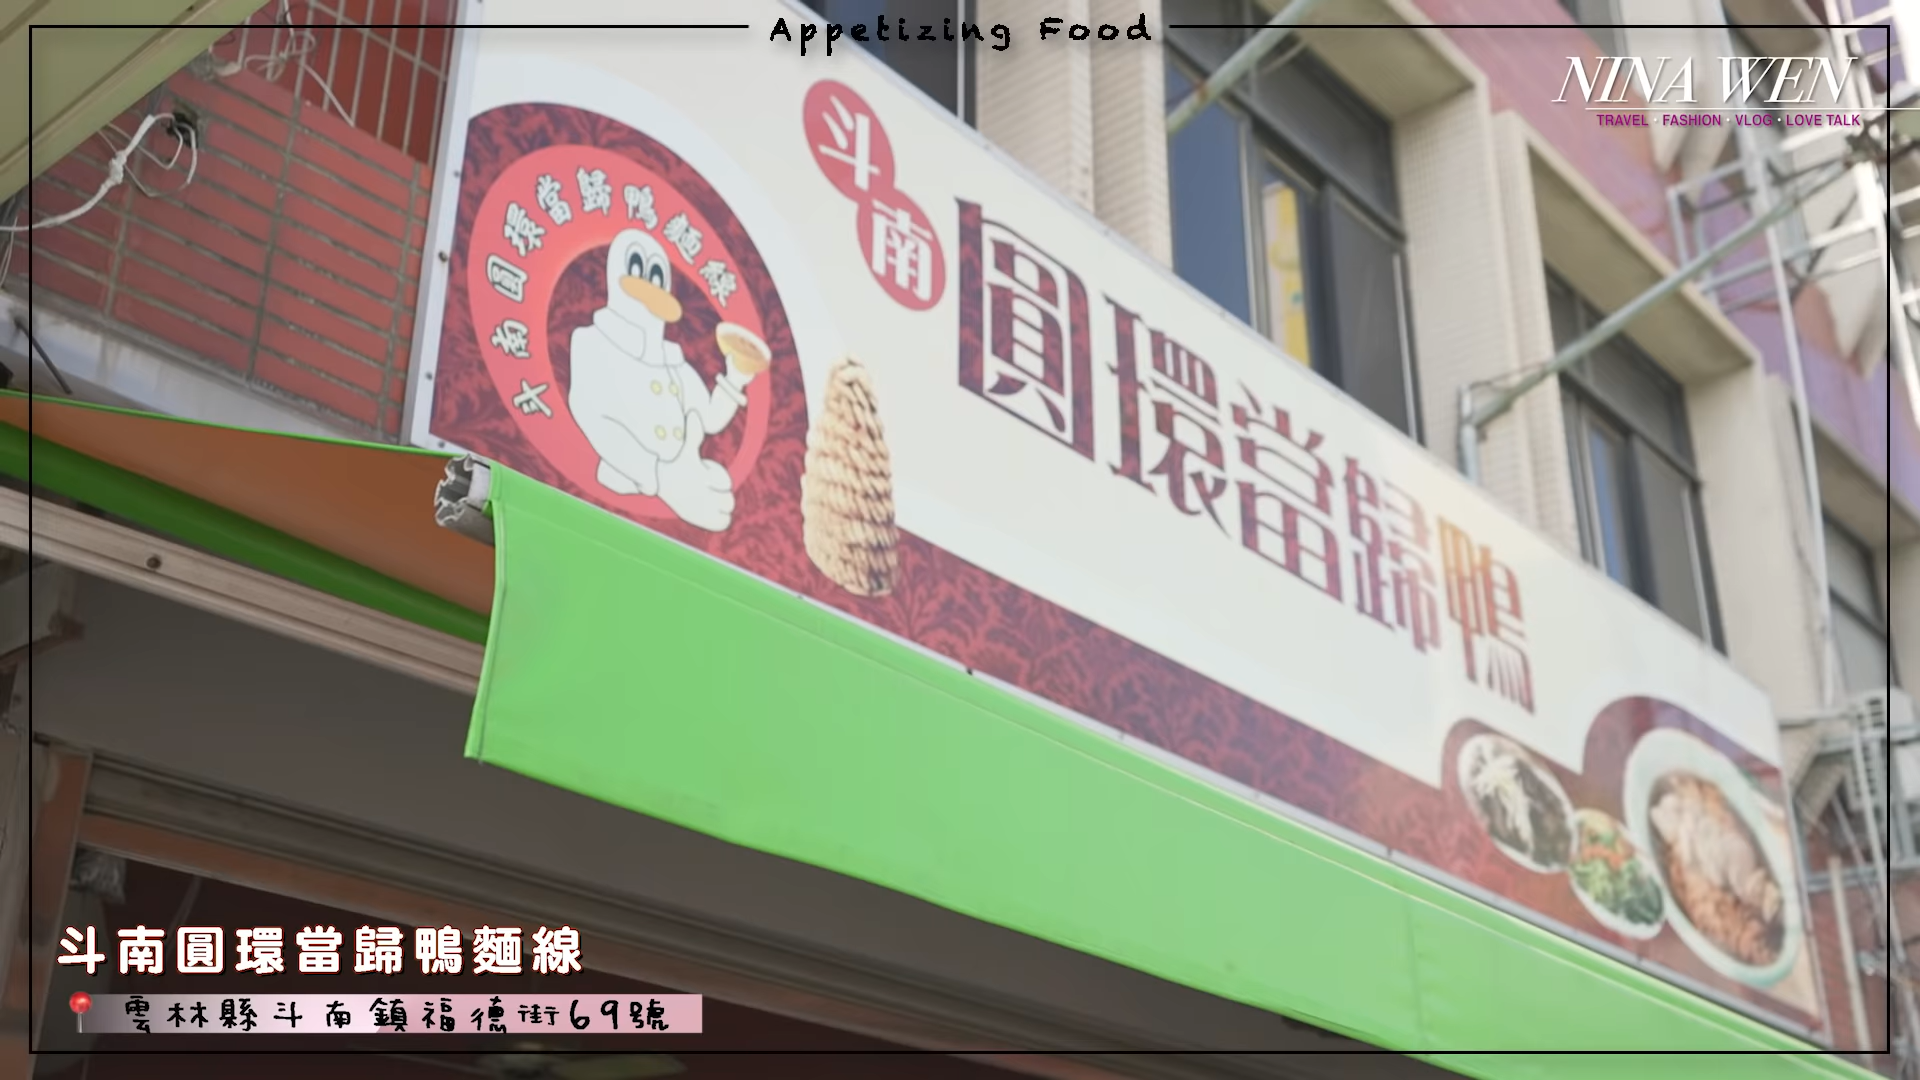 Appetizing Food
NINA WEN
TRAVEL · FASHION · VLOG · LOVE TALK
斗南圓環當歸鴨麵線
斗南
圓環當歸鴨
斗南圓環當歸鴨麵線
雲林縣斗南鎮福德街69號